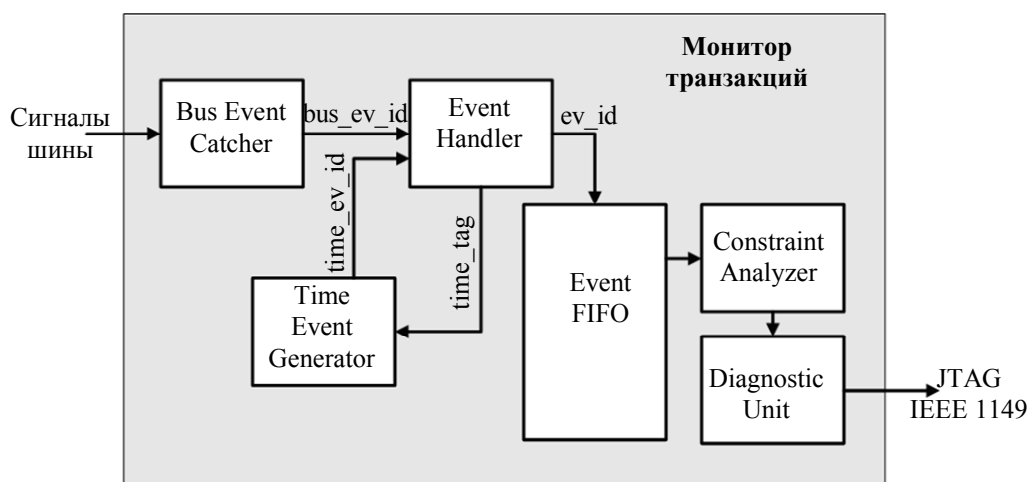 Монитор
транзакций
Сигналы
шины
Bus Event
Catcher
bus_ev_id
Event
Handler
ev_id
time_ev_id
time_tag
Time
Event
Generator
Event
FIFO
Constraint
Analyzer
Diagnostic
Unit
JTAG
IEEE 1149